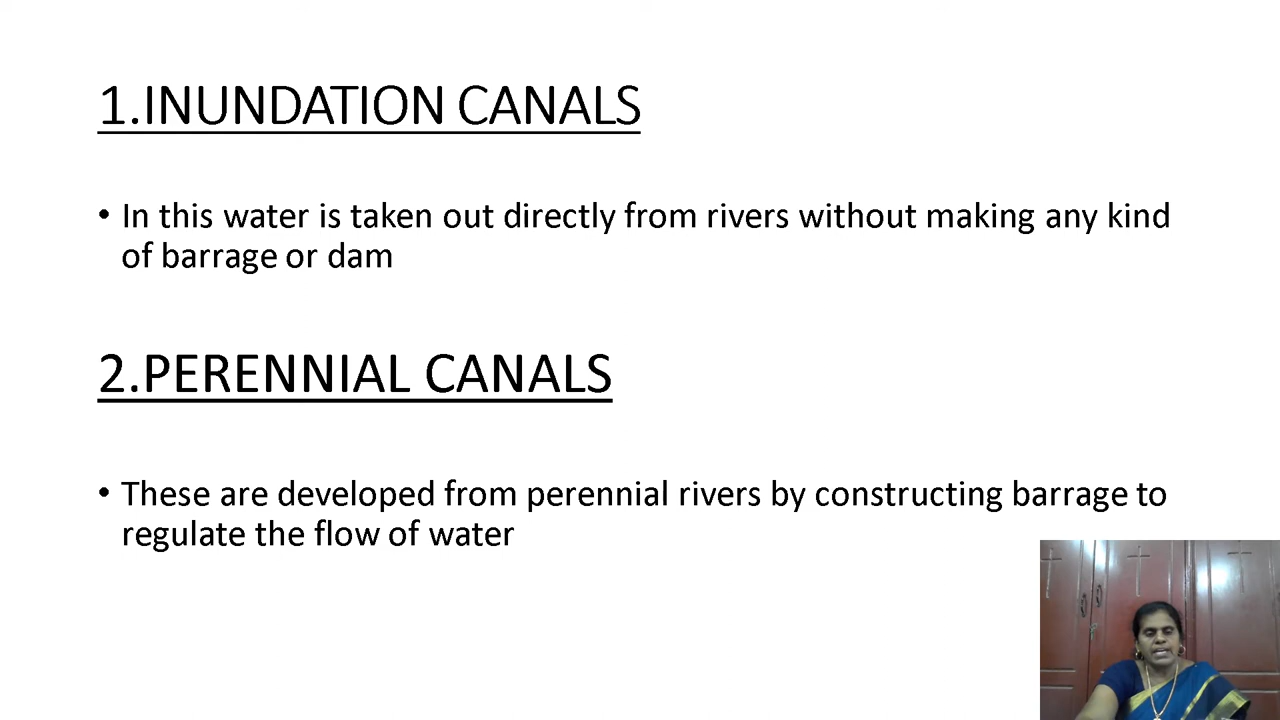 1.INUNDATION CANALS
• In this water is taken out directly from rivers without making any kind
of barrage or dam
2.PERENNIAL CANALS
• These are developed from perennial rivers by constructing barrage to
regulate the flow of water